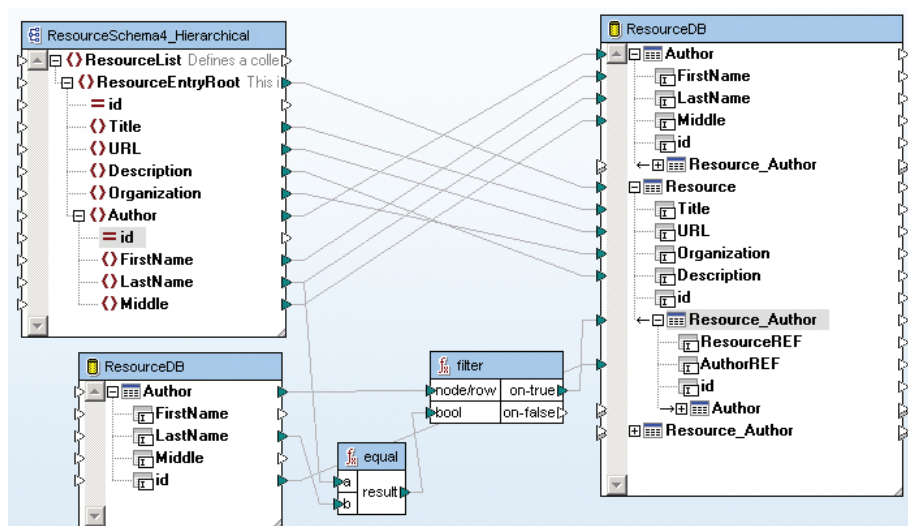 ResourceSchema4_Hierarchical
ResourceList Defines a colle
ResourceEntryRoot This i
id
Title
URL
Description
Organization
Author
id
FirstName
LastName
Middle
ResourceDB
Author
FirstName
LastName
Middle
id
equal
a
b
result
filter
node/row on-true
bool on-false
ResourceDB
Author
FirstName
LastName
Middle
id
Resource_Author
Resource
Title
URL
Organization
Description
id
Resource_Author
ResourceREF
AuthorREF
id
Author
Resource_Author